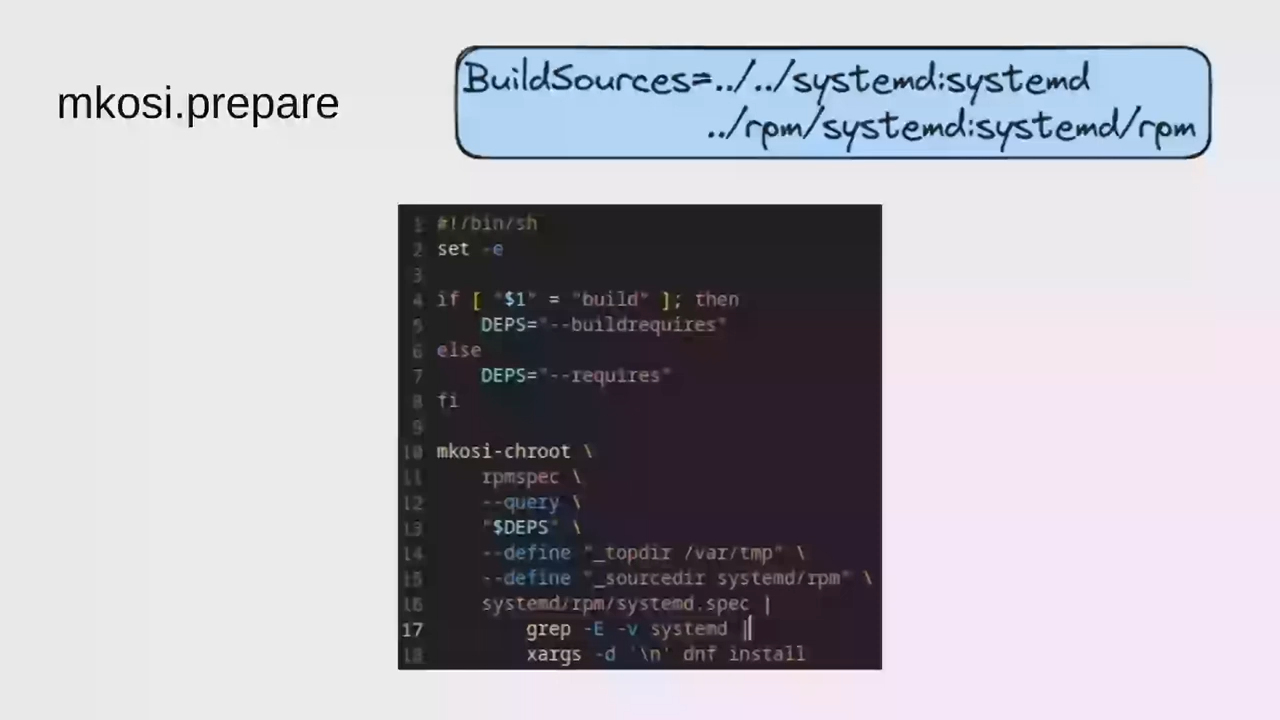 mkosi.prepare
BuildSources=../../systemd:systemd
../rpm/systemd:systemd/rpm
1 #!/bin/sh
2 set -e
3
4 if [ "$1" = "build" ]; then
5     DEPS="--buildrequires"
6 else
7     DEPS="--requires"
8 fi
9
10 mkosi-chroot \
11     rpmspec \
12     --query \
13     "$DEPS" \
14     --define "_topdir /var/tmp" \
15     --define "_sourcedir systemd/rpm" \
16     systemd/rpm/systemd.spec |
17         grep -E -v systemd |
18         xargs -d '\n' dnf install